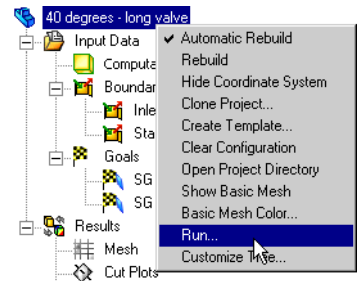 40 degrees - long valve
Input Data
Computa
Boundar
Inle
Sta
Goals
SG
SG
Results
Mesh
Cut Plots
Automatic Rebuild
Rebuild
Hide Coordinate System
Clone Project...
Create Template...
Clear Configuration
Open Project Directory
Show Basic Mesh
Basic Mesh Color...
Run...
Customize Tree...